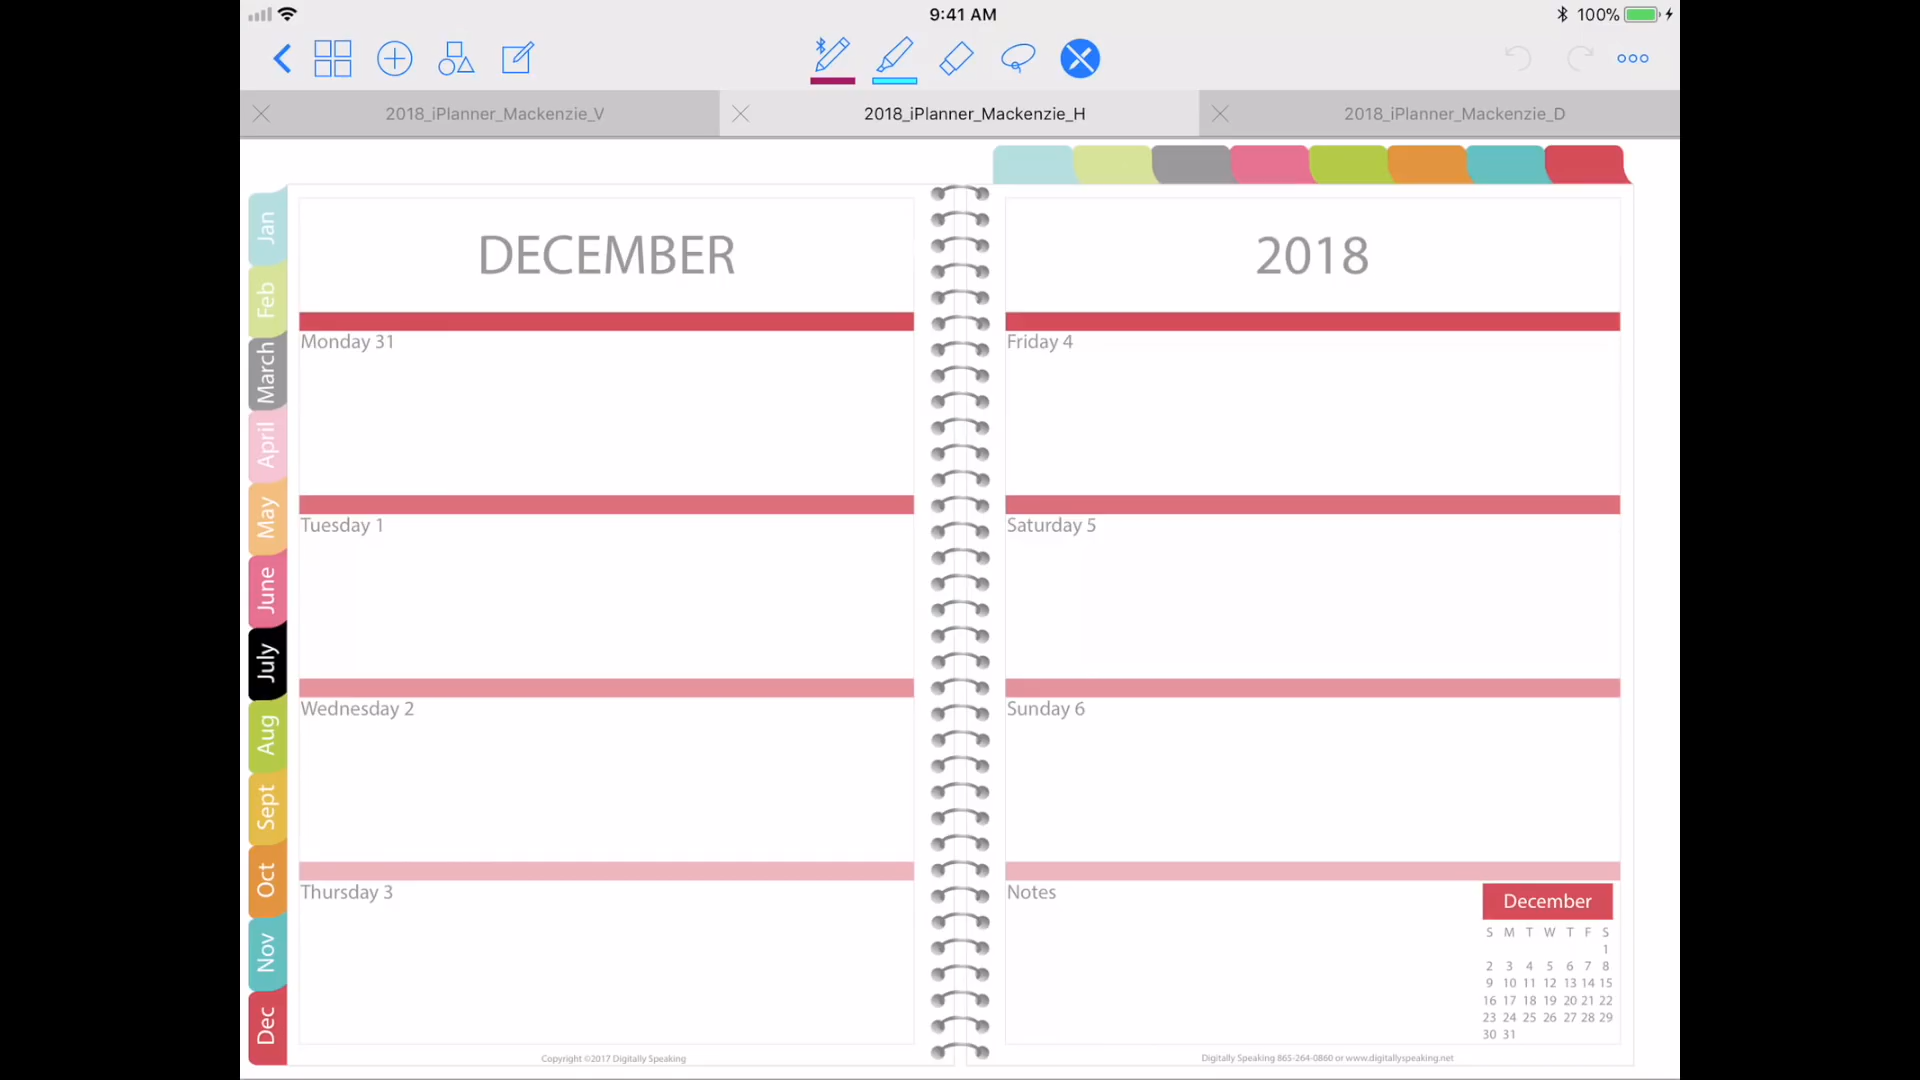 9:41 AM
100%
2018_iPlanner_Mackenzie_V
2018_iPlanner_Mackenzie_H
2018_iPlanner_Mackenzie_D
Jan
Feb
March
April
May
June
July
Aug
Sept
Oct
Nov
Dec
DECEMBER
Monday 31
Tuesday 1
Wednesday 2
Thursday 3
Copyright ©2017 Digitally Speaking
2018
Friday 4
Saturday 5
Sunday 6
Notes
December
S M T W T F S
1
2 3 4 5 6 7 8
9 10 11 12 13 14 15
16 17 18 19 20 21 22
23 24 25 26 27 28 29
30 31
Digitally Speaking 865-264-0860 or www.digitallyspeaking.net